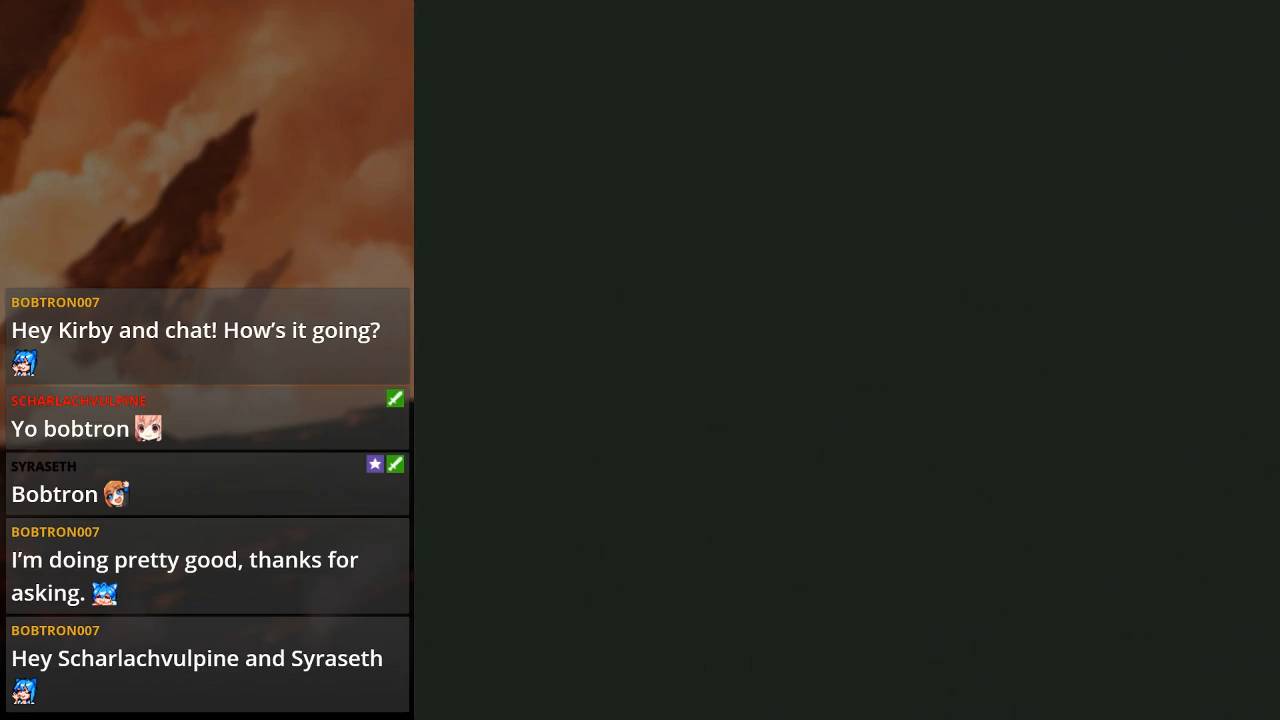 BOBTRON007
Hey Kirby and chat! How’s it going?
SCHARLACHVULPINE
Yo bobtron
SYRASETH
Bobtron
BOBTRON007
I’m doing pretty good, thanks for
asking.
BOBTRON007
Hey Scharlachvulpine and Syraseth